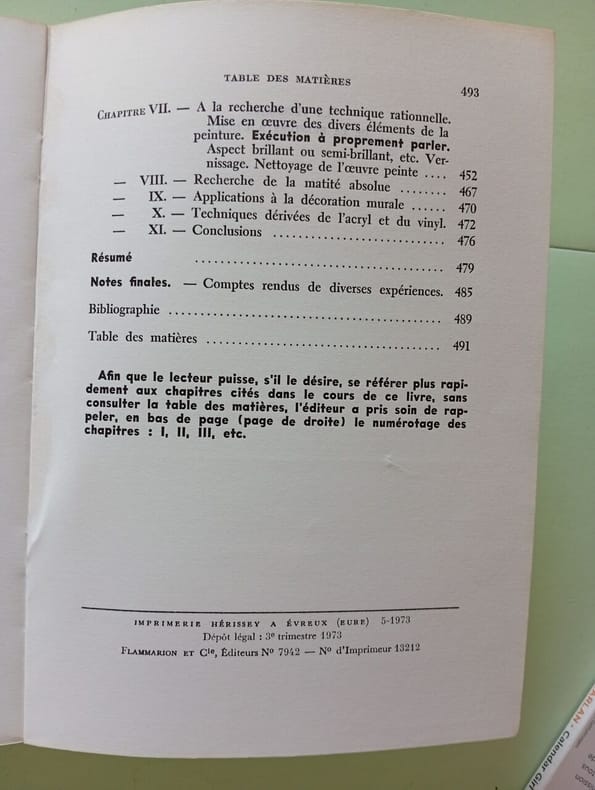 TABLE DES MATIÈRES 493
CHAPITRE VII. — A la recherche d'une technique rationnelle.
Mise en œuvre des divers éléments de la
peinture. Exécution à proprement parler.
Aspect brillant ou semi-brillant, etc. Ver-
nissage. Nettoyage de l'œuvre peinte .... 452
— VIII. — Recherche de la matité absolue ........ 467
— IX. — Applications à la décoration murale ...... 470
— X. — Techniques dérivées de l'acryl et du vinyl. 472
— XI. — Conclusions .......................... 476
Résumé ...................................... 479
Notes finales. — Comptes rendus de diverses expériences. 485
Bibliographie .......................................... 489
Table des matières .................................... 491
Afin que le lecteur puisse, s'il le désire, se référer plus rapi-
dement aux chapitres cités dans le cours de ce livre, sans
consulter la table des matières, l'éditeur a pris soin de rap-
peler, en bas de page (page de droite) le numérotage des
chapitres : I, II, III, etc.
IMPRIMERIE HÉRISSEY A ÉVREUX (EURE) 5-1973
Dépôt légal : 3e trimestre 1973
FLAMMARION ET Cie, Éditeurs No 7942 — No d'Imprimeur 13212
ARLAN - Calendar Girl